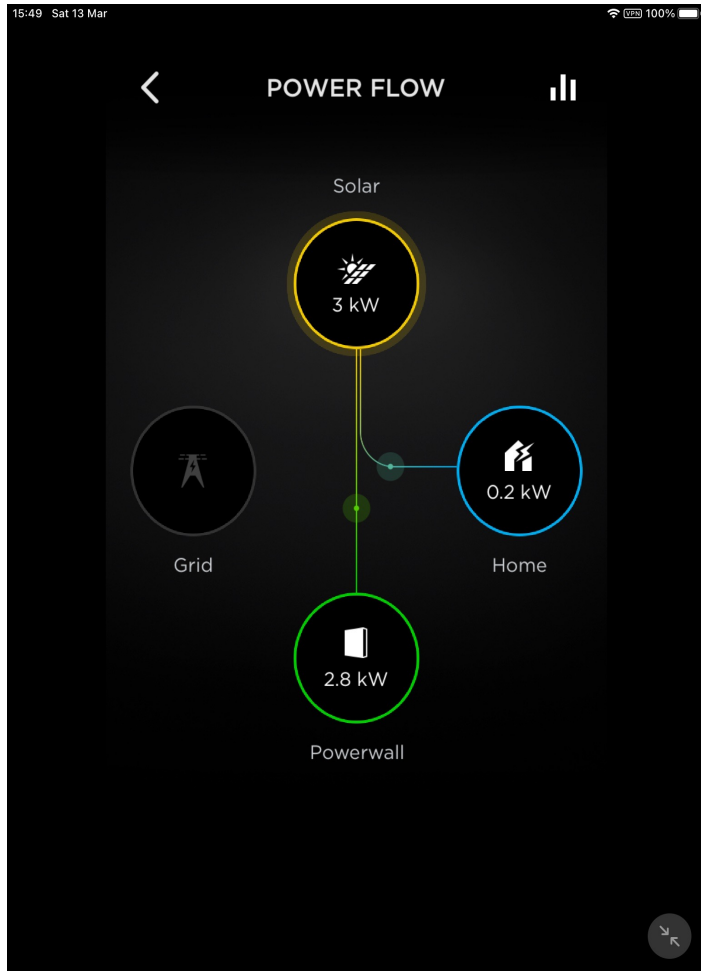 15:49 Sat 13 Mar VPN 100%
POWER FLOW
Solar
3 kW
0.2 kW
Grid
Home
2.8 kW
Powerwall